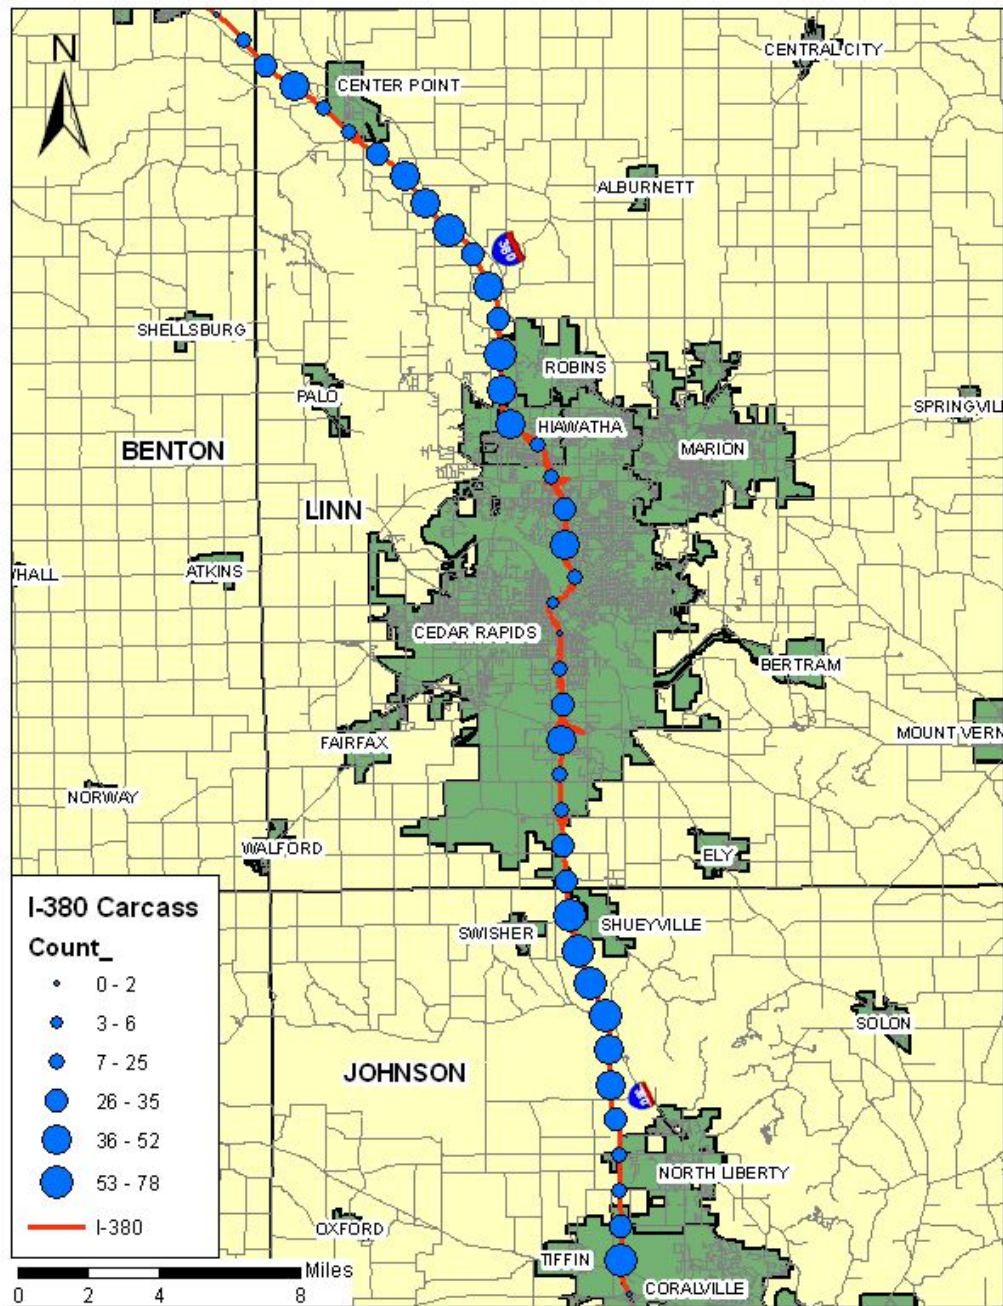 N
CENTRAL CITY
CENTER POINT
ALBURNETT
380
SHELLSBURG
ROBINS
PALO
SPRINGVILL
HIAWATHA
BENTON
MARION
LINN
ATKINS
HALL
CEDAR RAPIDS
BERTRAM
FAIRFAX
MOUNT VERN
NORWAY
WALFORD
ELY
I-380 Carcass
SWISHER
SHUEYVILLE
Count_
0 - 2
3 - 6
SOLON
7 - 25
JOHNSON
26 - 35
380
36 - 52
53 - 78
NORTH LIBERTY
I-380
OXFORD
TIFFIN
Miles
CORALVILLE
0 2 4 8